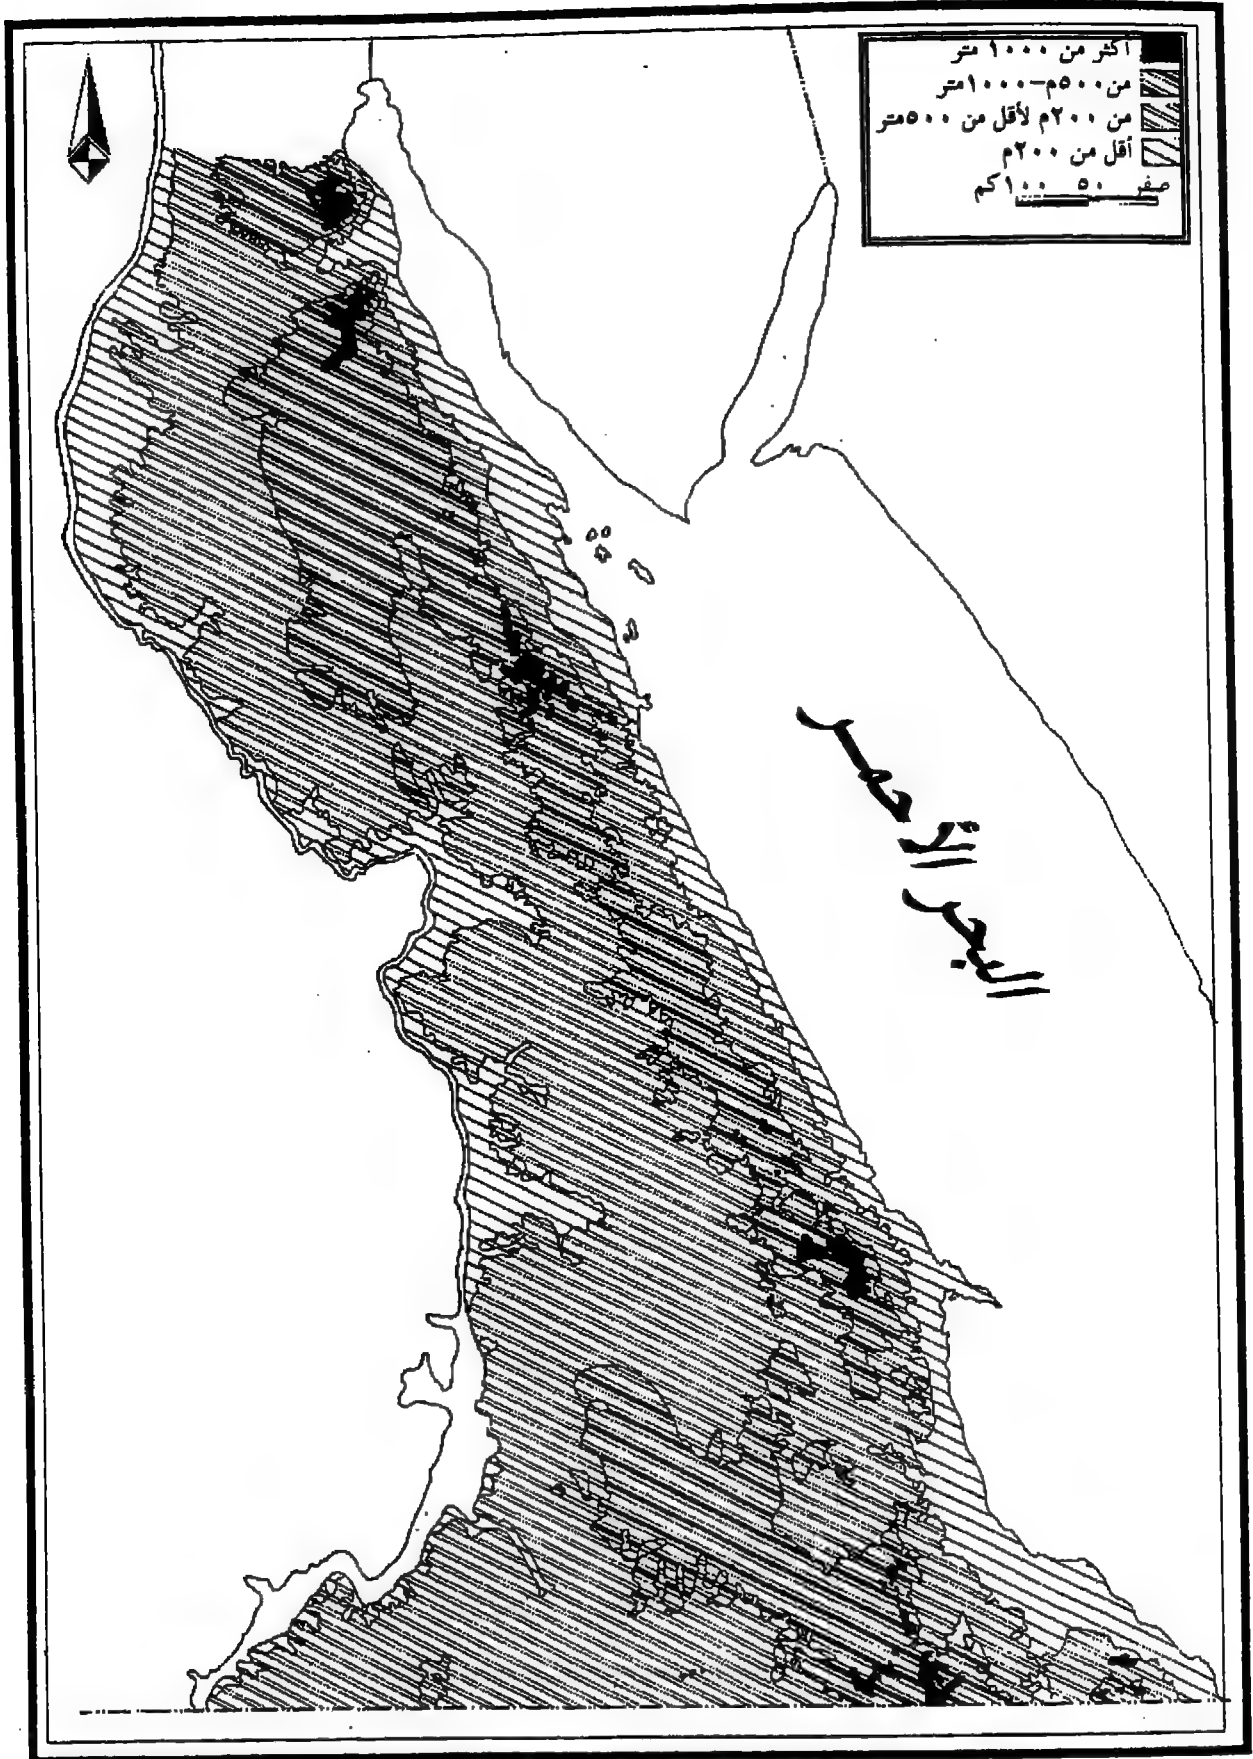 أكثر من ١٠٠٠ متر
من ٥٠٠م-١٠٠٠متر
من ٢٠٠م لأقل من ٥٠٠متر
أقل من ٢٠٠م
صفر ٥٠ ١٠٠كم
البحر الأحمر